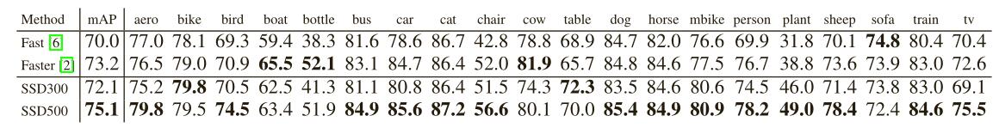 Method mAP aero bike bird boat bottle bus car cat chair cow table dog horse mbike person plant sheep sofa train tv
Fast [6] 70.0 77.0 78.1 69.3 59.4 38.3 81.6 78.6 86.7 42.8 78.8 68.9 84.7 82.0 76.6 69.9 31.8 70.1 74.8 80.4 70.4
Faster [2] 73.2 76.5 79.0 70.9 65.5 52.1 83.1 84.7 86.4 52.0 81.9 65.7 84.8 84.6 77.5 76.7 38.8 73.6 73.9 83.0 72.6
SSD300 72.1 75.2 79.8 70.5 62.5 41.3 81.1 80.8 86.4 51.5 74.3 72.3 83.5 84.6 80.6 74.5 46.0 71.4 73.8 83.0 69.1
SSD500 75.1 79.8 79.5 74.5 63.4 51.9 84.9 85.6 87.2 56.6 80.1 70.0 85.4 84.9 80.9 78.2 49.0 78.4 72.4 84.6 75.5